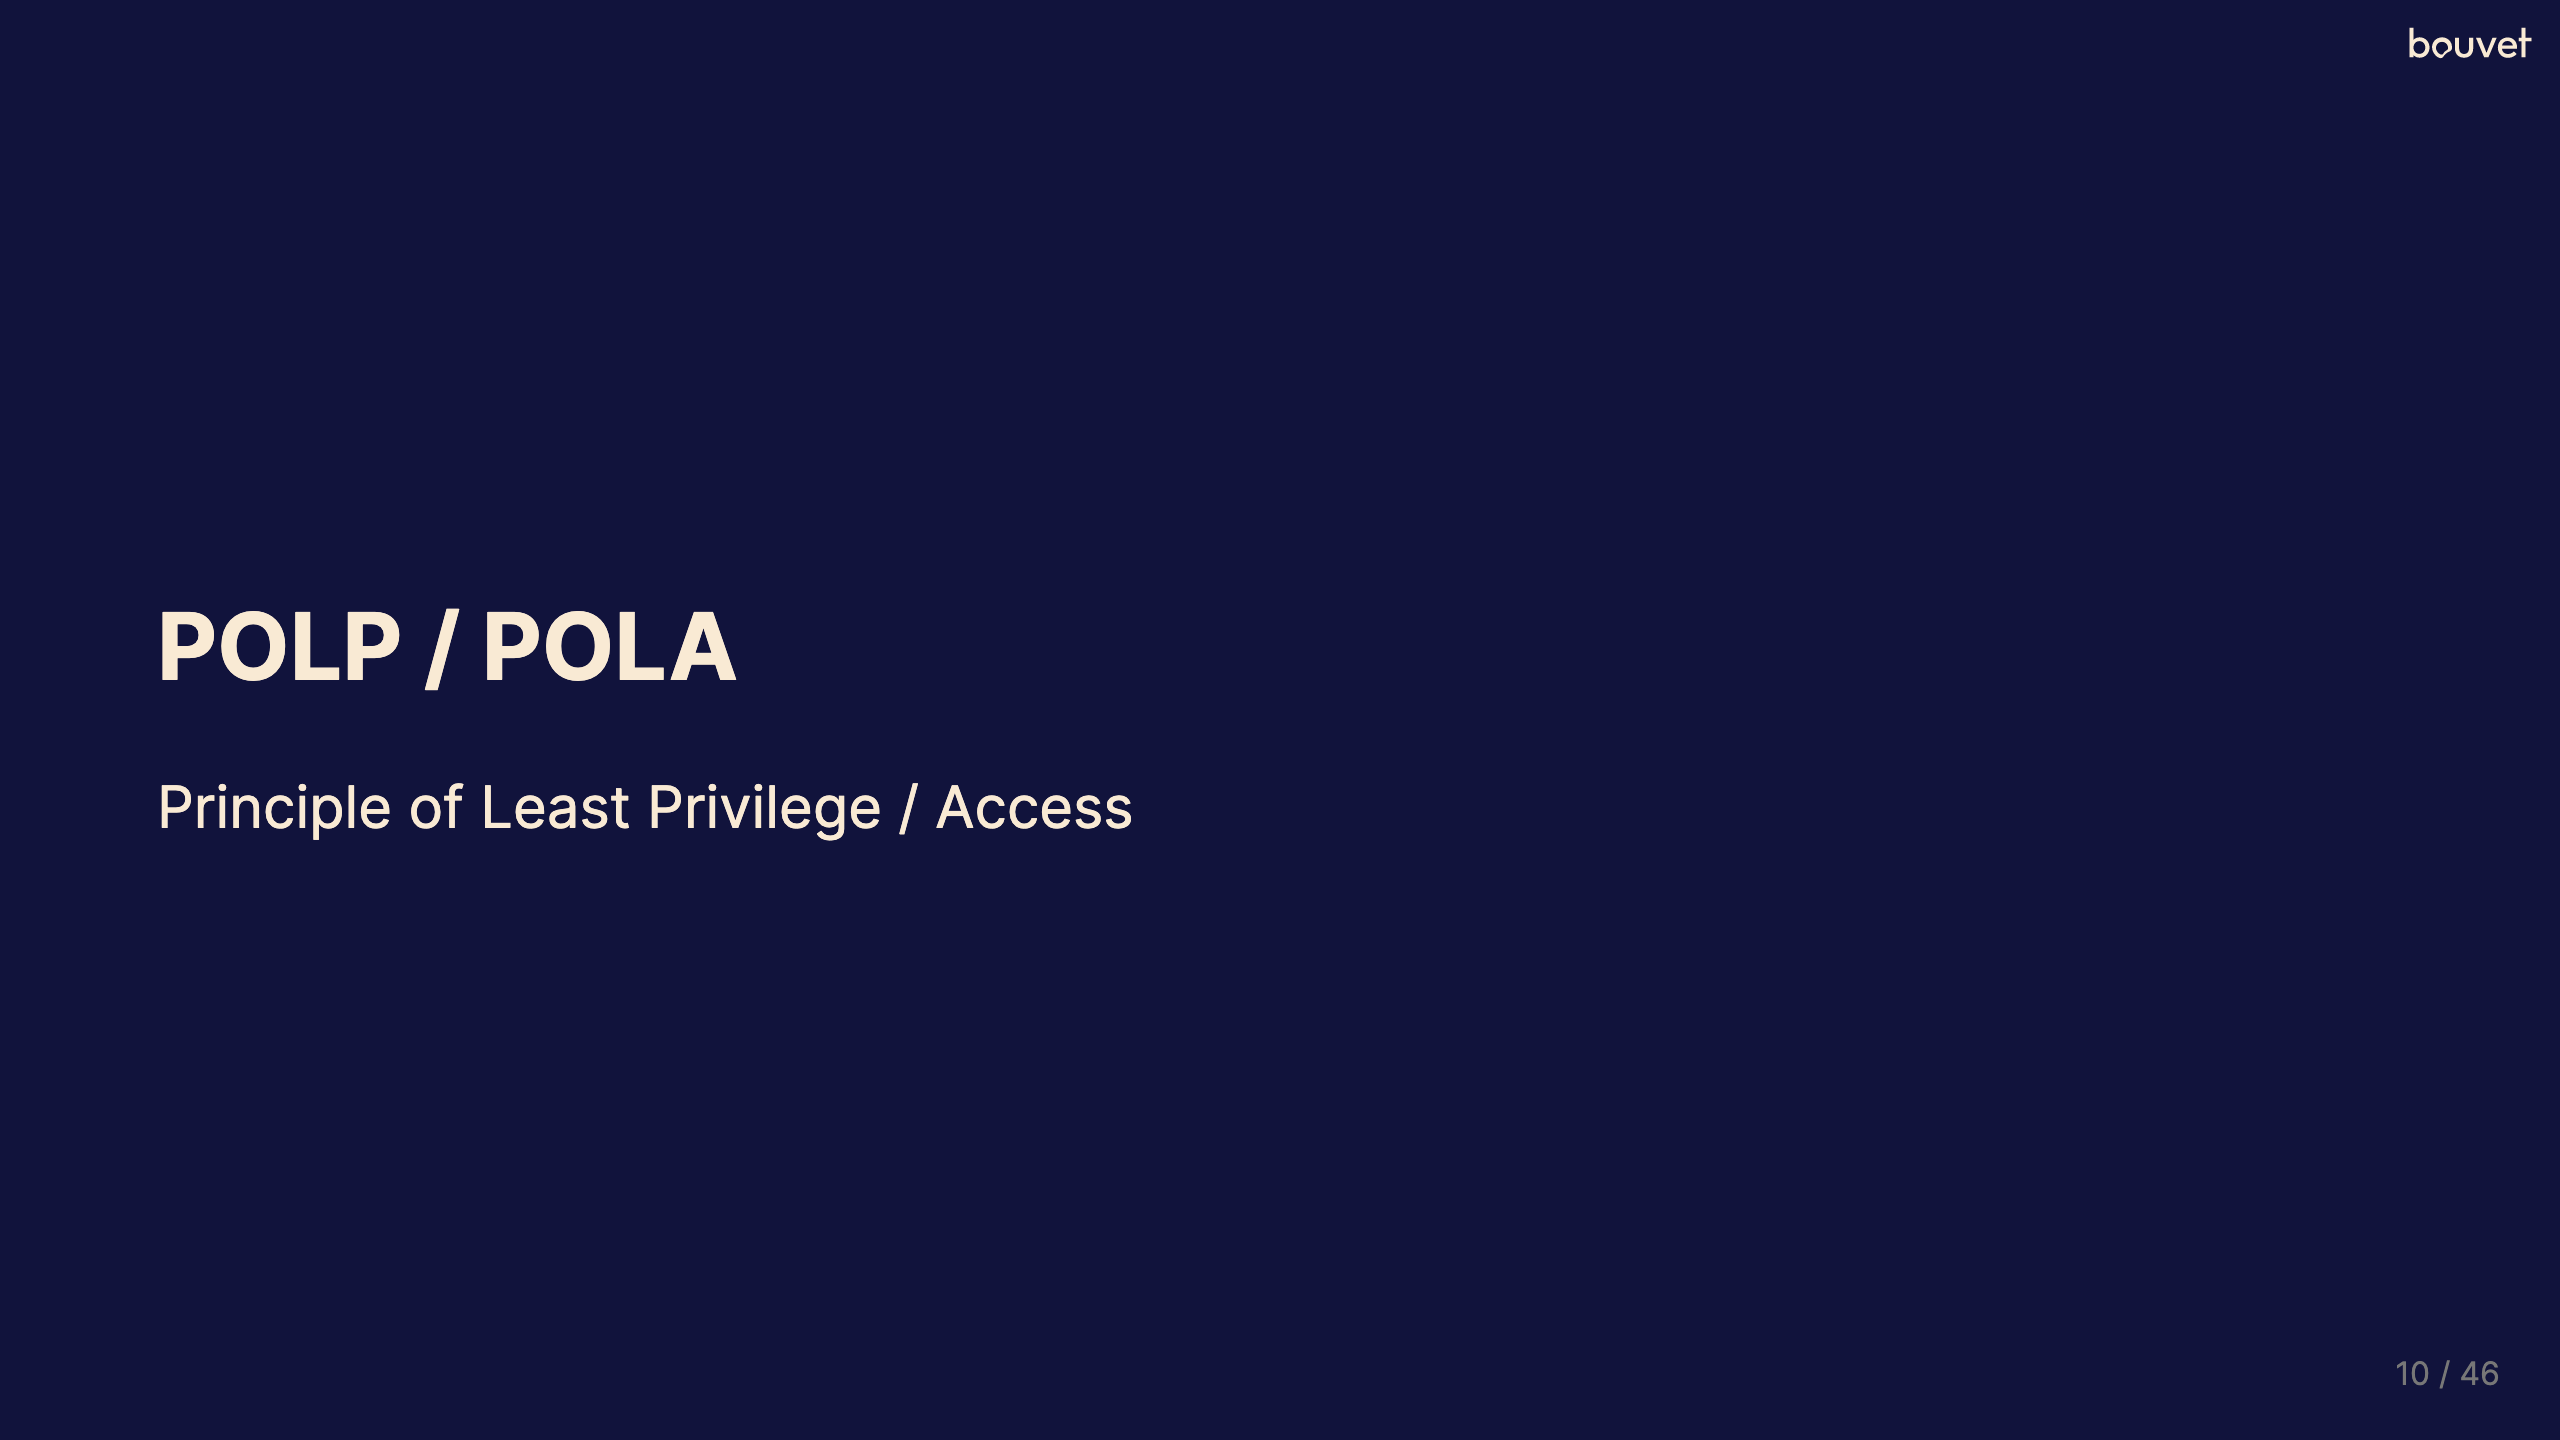 bouvet
POLP / POLA
Principle of Least Privilege / Access
10 / 46